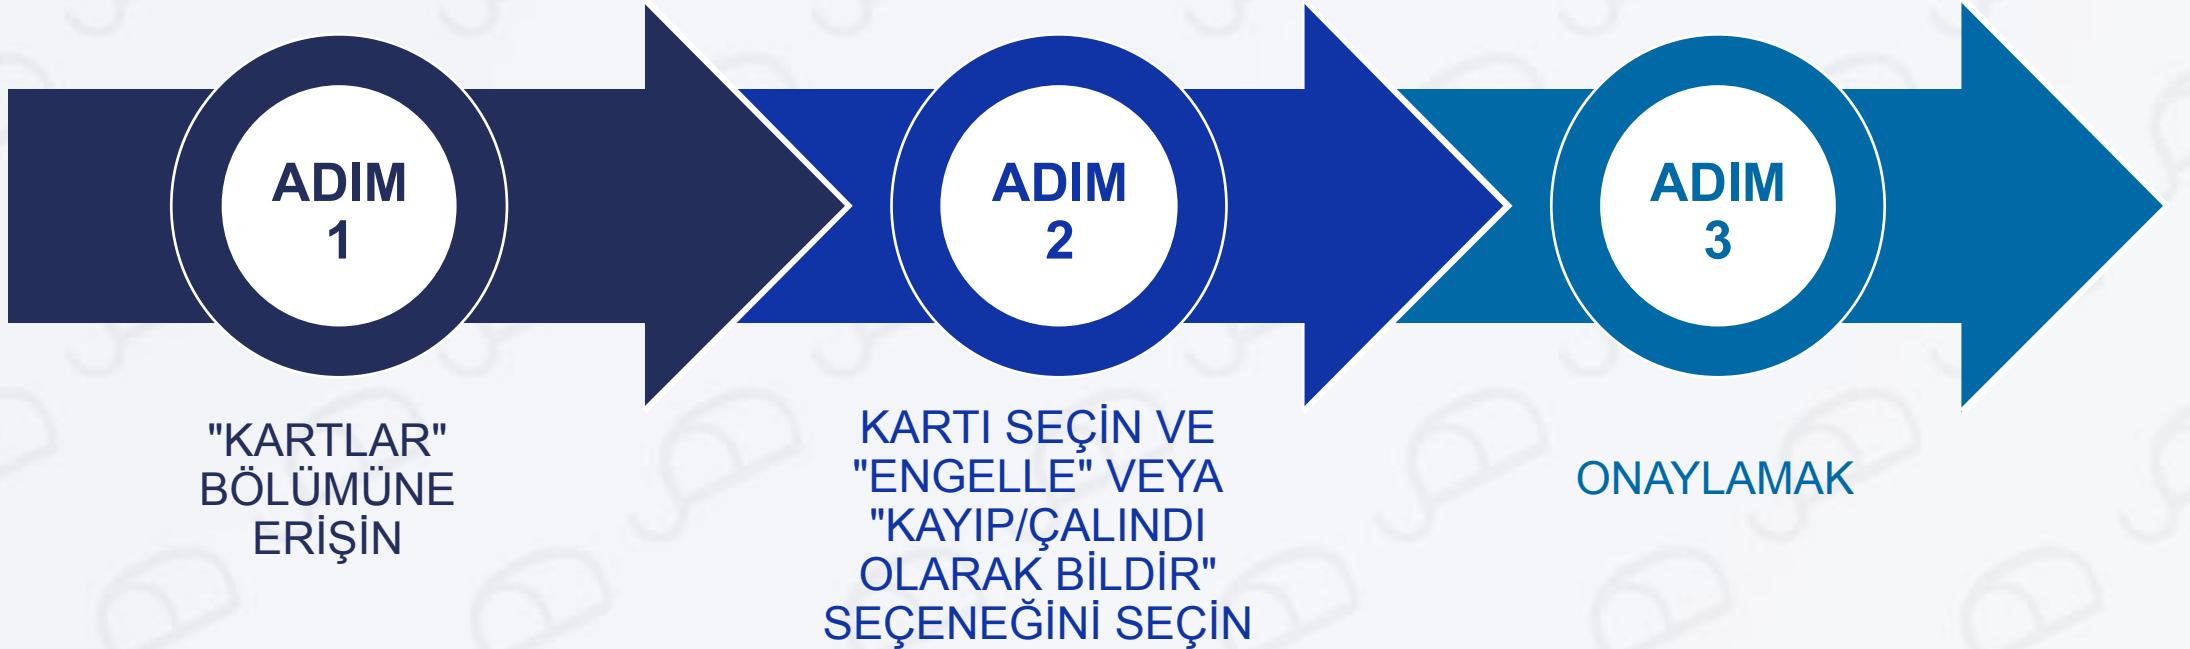 ADIM
1
ADIM
2
ADIM
3
"KARTLAR"
BÖLÜMÜNE
ERİŞİN
KARTI SEÇİN VE
"ENGELLE" VEYA
"KAYIP/ÇALINDI
OLARAK BİLDİR"
SEÇENEĞİNİ SEÇİN
ONAYLAMAK